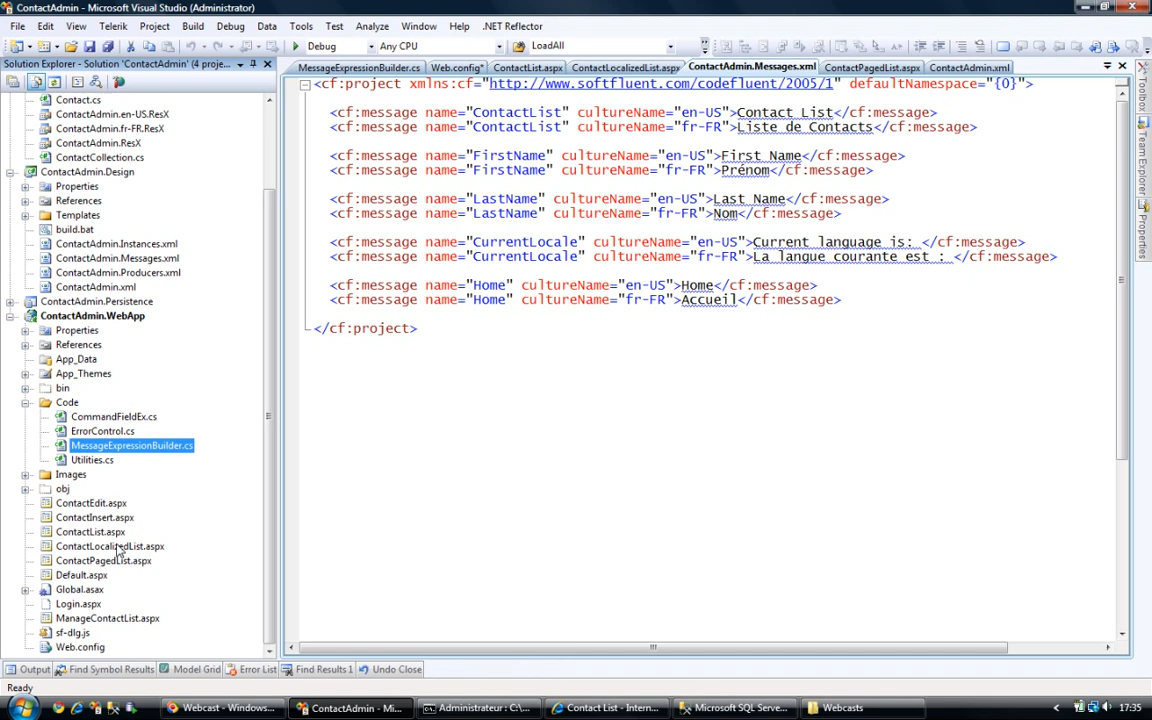 ContactAdmin - Microsoft Visual Studio (Administrator)
File Edit View Telerik Project Build Debug Data Tools Test Analyze Window Help .NET Reflector
Debug Any CPU LoadAll
Solution Explorer - Solution 'ContactAdmin' (4 proje...
MessageExpressionBuilder.cs Web.config* ContactList.aspx ContactLocalizedList.aspx ContactAdmin.Messages.xml ContactPagedList.aspx ContactAdmin.xml
Contact.cs
ContactAdmin.en-US.ResX
ContactAdmin.fr-FR.ResX
ContactAdmin.ResX
ContactCollection.cs
ContactAdmin.Design
Properties
References
Templates
build.bat
ContactAdmin.Instances.xml
ContactAdmin.Messages.xml
ContactAdmin.Producers.xml
ContactAdmin.xml
ContactAdmin.Persistence
ContactAdmin.WebApp
Properties
References
App_Data
App_Themes
bin
Code
CommandFieldEx.cs
ErrorControl.cs
MessageExpressionBuilder.cs
Utilities.cs
Images
obj
ContactEdit.aspx
ContactInsert.aspx
ContactList.aspx
ContactLocalizedList.aspx
ContactPagedList.aspx
Default.aspx
Global.asax
Login.aspx
ManageContactList.aspx
sf-dlg.js
Web.config
<cf:project xmlns:cf="http://www.softfluent.com/codefluent/2005/1" defaultNamespace="{0}">
<cf:message name="ContactList" cultureName="en-US">Contact List</cf:message>
<cf:message name="ContactList" cultureName="fr-FR">Liste de Contacts</cf:message>
<cf:message name="FirstName" cultureName="en-US">First Name</cf:message>
<cf:message name="FirstName" cultureName="fr-FR">Prénom</cf:message>
<cf:message name="LastName" cultureName="en-US">Last Name</cf:message>
<cf:message name="LastName" cultureName="fr-FR">Nom</cf:message>
<cf:message name="CurrentLocale" cultureName="en-US">Current language is: </cf:message>
<cf:message name="CurrentLocale" cultureName="fr-FR">La langue courante est : </cf:message>
<cf:message name="Home" cultureName="en-US">Home</cf:message>
<cf:message name="Home" cultureName="fr-FR">Accueil</cf:message>
</cf:project>
Toolbox
Team Explorer
Properties
Output Find Symbol Results Model Grid Error List Find Results 1 Undo Close
Ready
Webcast - Windows... ContactAdmin - Mi... Administrateur : C:\... Contact List - Intern... Microsoft SQL Serve... Webcasts 17:35